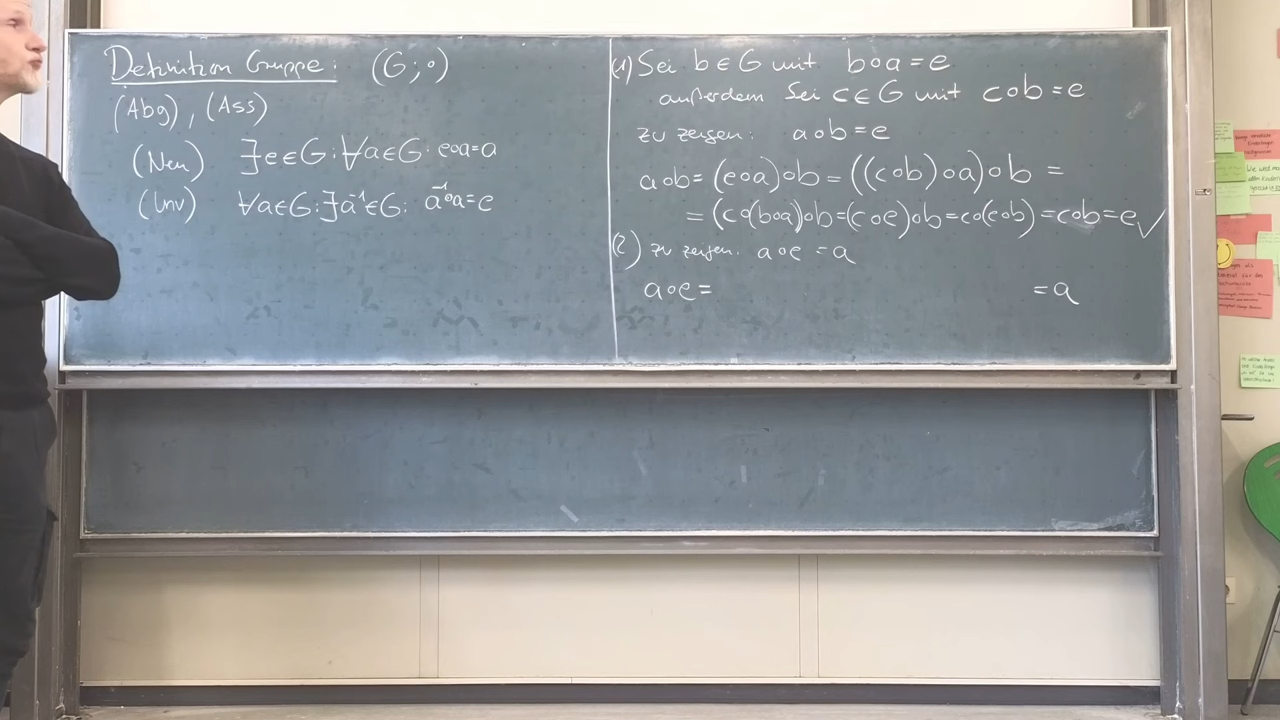 Definition Gruppe: (G;∘)
(Abg), (Ass)
(Neu) ∃e∈G:∀a∈G: e∘a=a
(Inv) ∀a∈G:∃a⁻¹∈G: a⁻¹∘a=e
(1) Sei b∈G mit b∘a=e
außerdem sei c∈G mit c∘b=e
zu zeigen: a∘b=e
a∘b=(e∘a)∘b=((c∘b)∘a)∘b=
=(c∘(b∘a))∘b=(c∘e)∘b=c∘(e∘b)=c∘b=e✓
(2) zu zeigen: a∘e=a
a∘e= =a